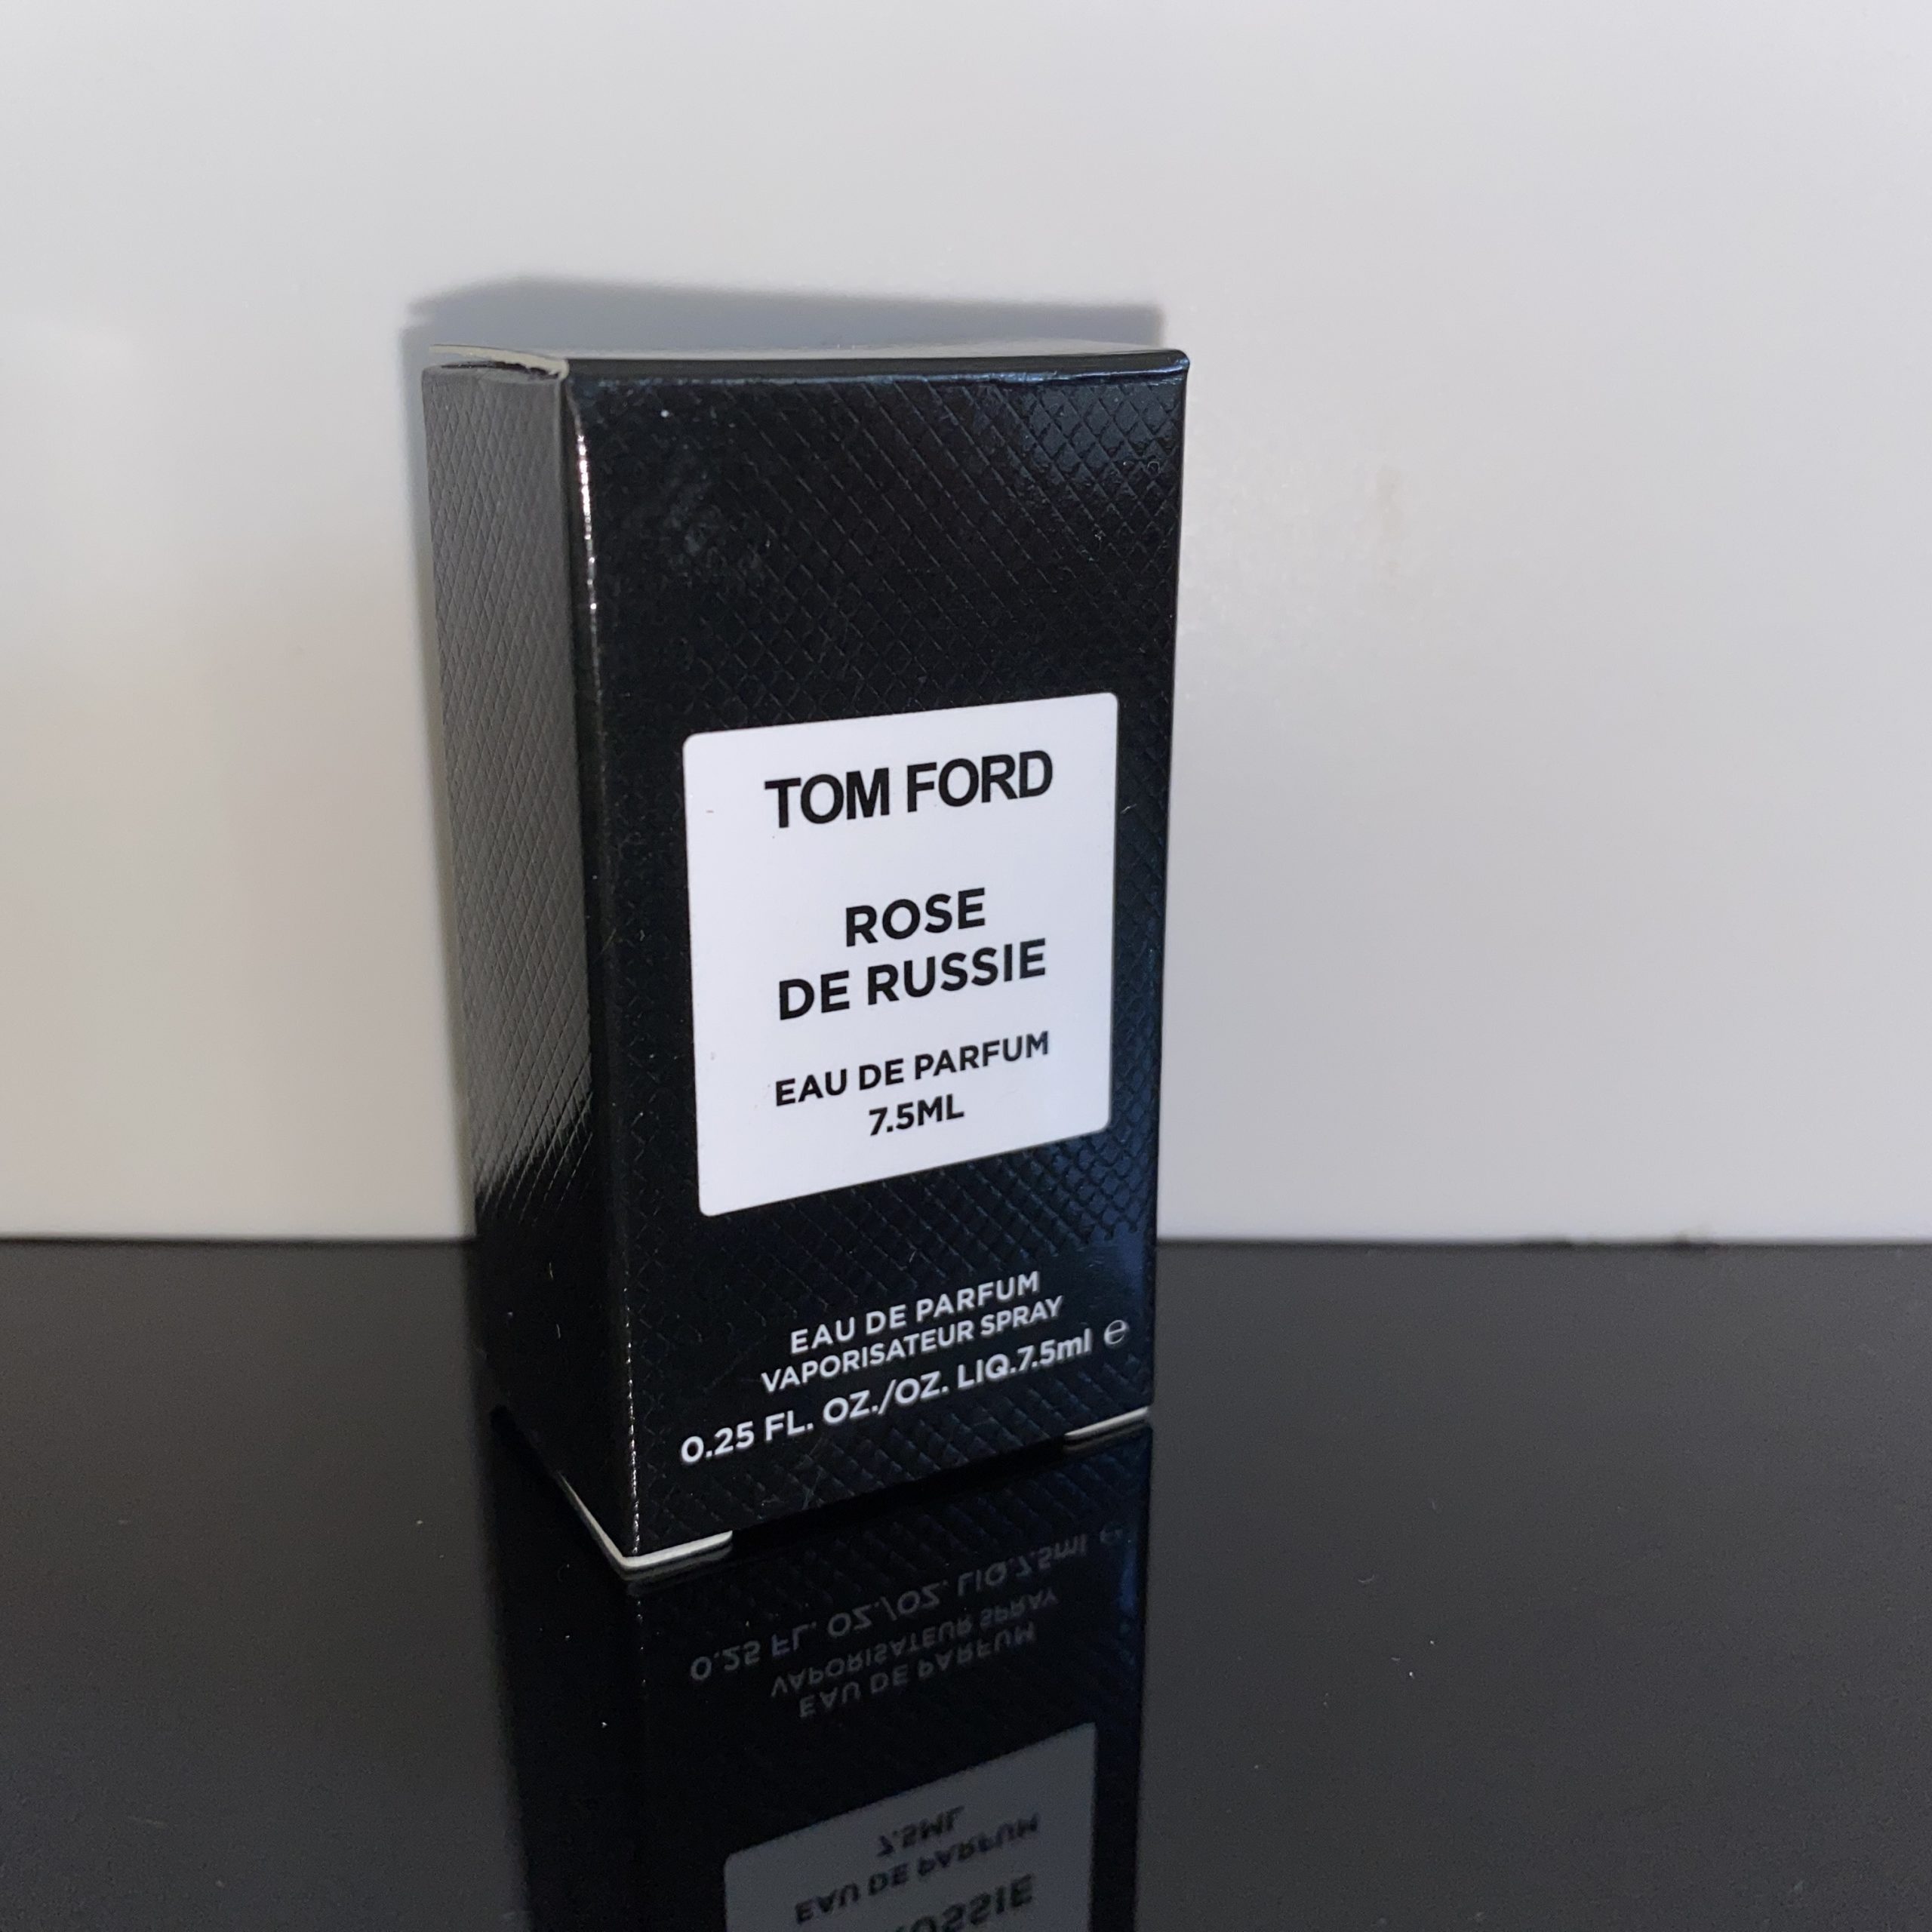 TOM FORD
ROSE
DE RUSSIE
EAU DE PARFUM
7.5ML
EAU DE PARFUM
VAPORISATEUR SPRAY
0.25 FL. OZ./OZ. LIQ.7.5ml ℮